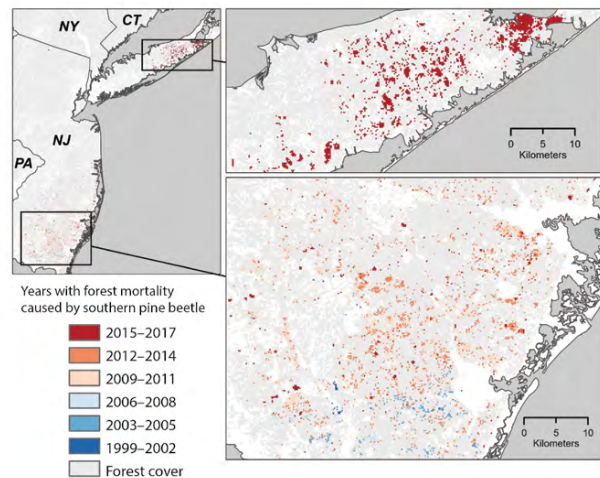 NY
CT
NJ
PA
0 5 10
Kilometers
Years with forest mortality
caused by southern pine beetle
2015–2017
2012–2014
2009–2011
2006–2008
2003–2005
1999–2002
Forest cover
0 5 10
Kilometers